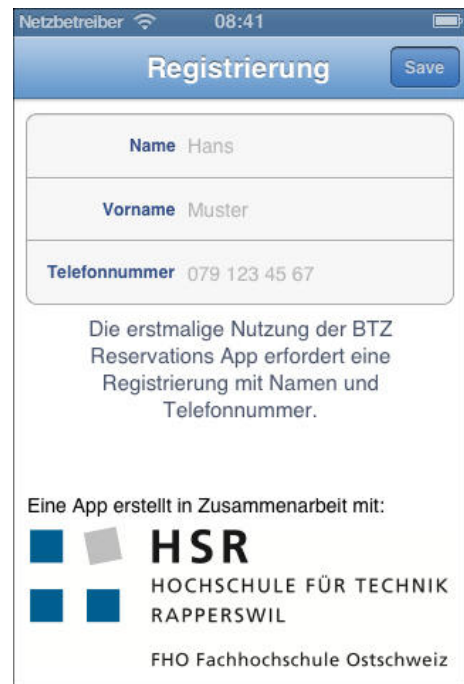 Netzbetreiber 08:41
Registrierung Save
Name Hans
Vorname Muster
Telefonnummer 079 123 45 67
Die erstmalige Nutzung der BTZ
Reservations App erfordert eine
Registrierung mit Namen und
Telefonnummer.
Eine App erstellt in Zusammenarbeit mit:
HSR
HOCHSCHULE FÜR TECHNIK
RAPPERSWIL
FHO Fachhochschule Ostschweiz